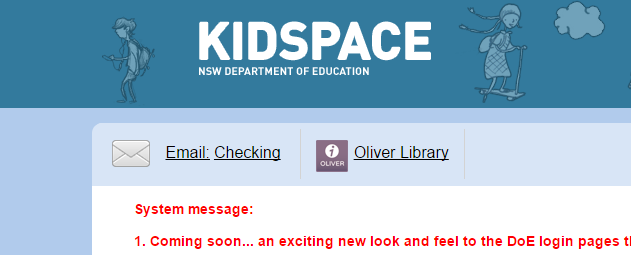 KIDSPACE
NSW DEPARTMENT OF EDUCATION
Email: Checking
OLIVER Oliver Library
System message:
1. Coming soon... an exciting new look and feel to the DoE login pages